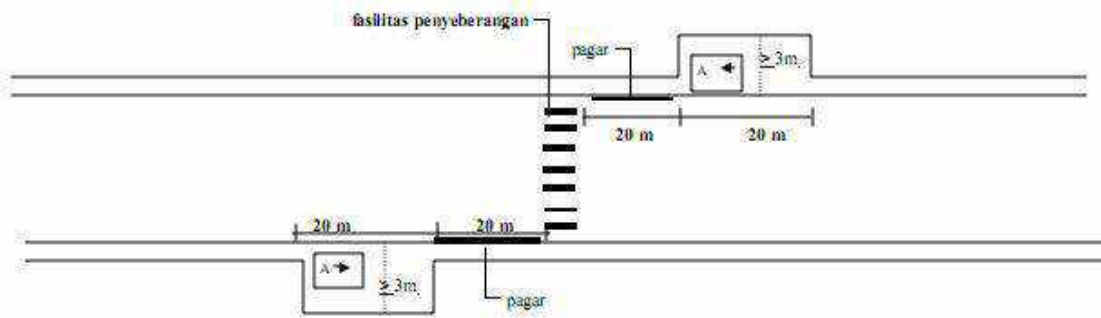 fasilitas penyeberangan
pagar
A
≥ 3m
20 m
20 m
20 m
20 m
A
≥ 3m
pagar